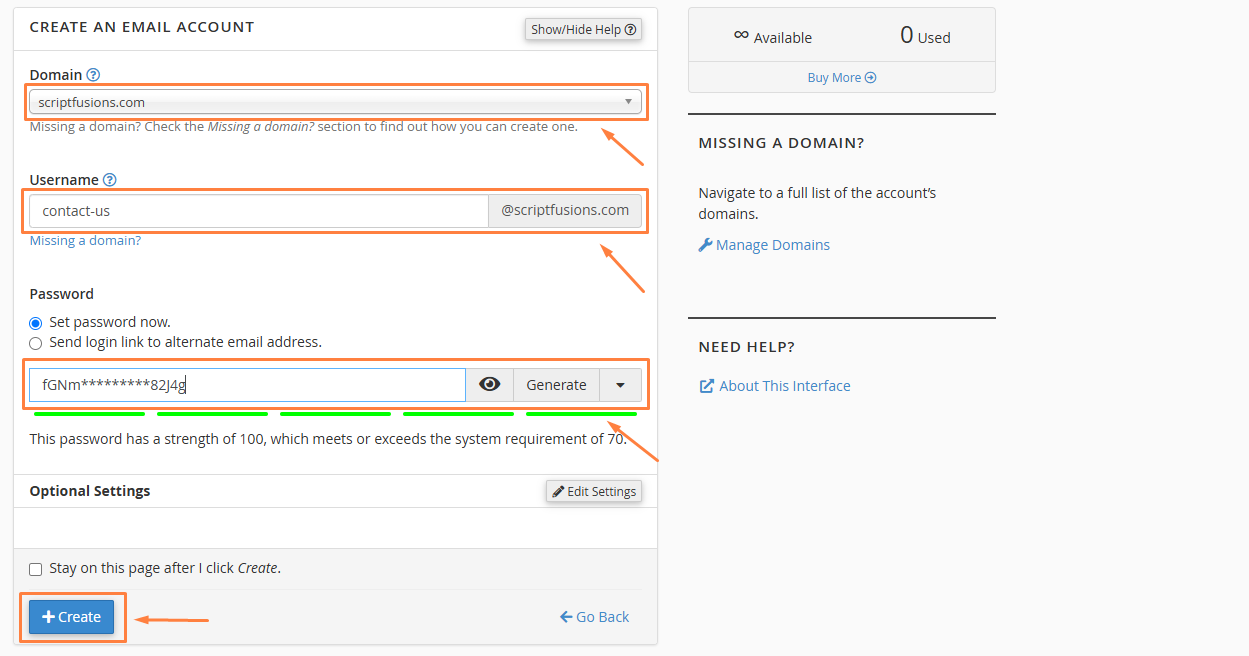 CREATE AN EMAIL ACCOUNT
Show/Hide Help
Domain
scriptfusions.com
Missing a domain? Check the Missing a domain? section to find out how you can create one.
Username
contact-us
@scriptfusions.com
Missing a domain?
Password
Set password now.
Send login link to alternate email address.
fGNm*********82J4g
Generate
This password has a strength of 100, which meets or exceeds the system requirement of 70.
Optional Settings
Edit Settings
Stay on this page after I click Create.
+ Create
Go Back
∞ Available
0 Used
Buy More
MISSING A DOMAIN?
Navigate to a full list of the account’s
domains.
Manage Domains
NEED HELP?
About This Interface